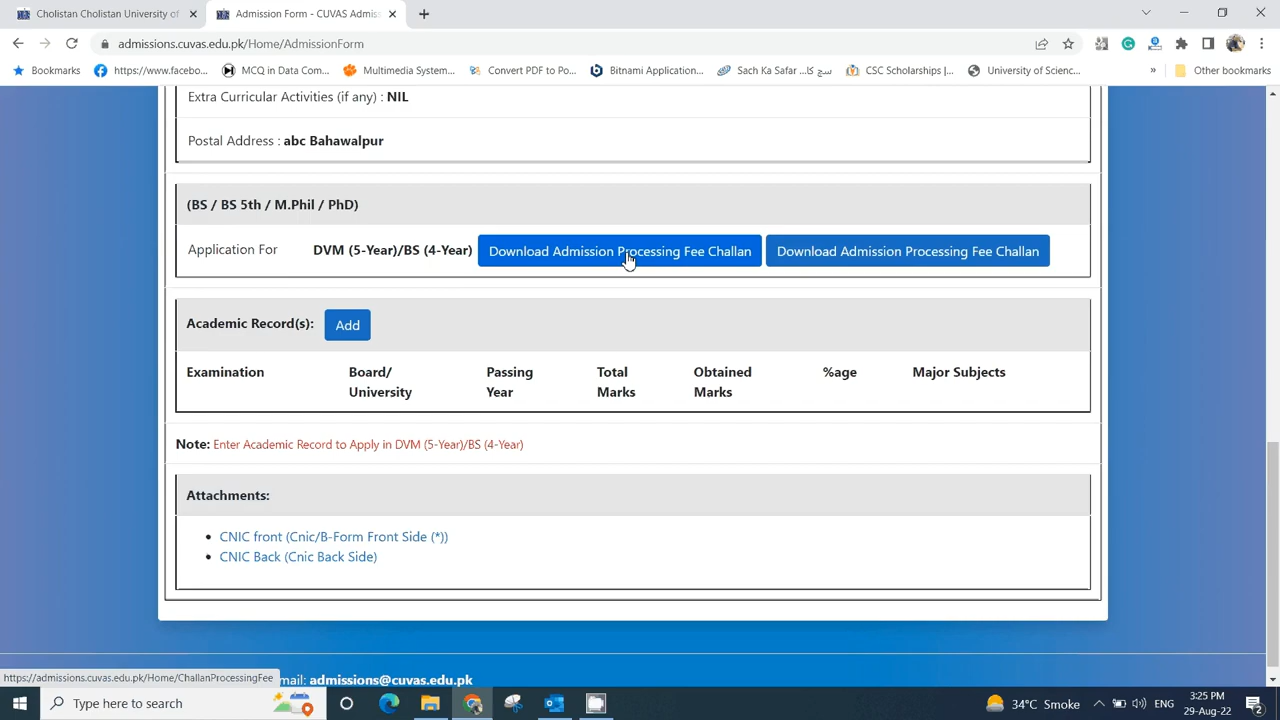 Cholistan Cholistan University of
Admission Form - CUVAS Admiss
admissions.cuvas.edu.pk/Home/AdmissionForm
Bookmarks
https://www.facebo...
MCQ in Data Com...
Multimedia System...
Convert PDF to Po...
Bitnami Application...
Sach Ka Safar سچ کا...
CSC Scholarships |...
University of Scienc...
»
Other bookmarks
Extra Curricular Activities (if any) : NIL
Postal Address : abc Bahawalpur
(BS / BS 5th / M.Phil / PhD)
Application For DVM (5-Year)/BS (4-Year) Download Admission Processing Fee Challan Download Admission Processing Fee Challan
Academic Record(s): Add
Examination Board/ Passing Total Obtained %age Major Subjects
University Year Marks Marks
Note: Enter Academic Record to Apply in DVM (5-Year)/BS (4-Year)
Attachments:
CNIC front (Cnic/B-Form Front Side (*))
CNIC Back (Cnic Back Side)
https://admissions.cuvas.edu.pk/Home/ChallanProcessingFee
mail: admissions@cuvas.edu.pk
Type here to search
34°C Smoke
ENG
3:25 PM
29-Aug-22
2